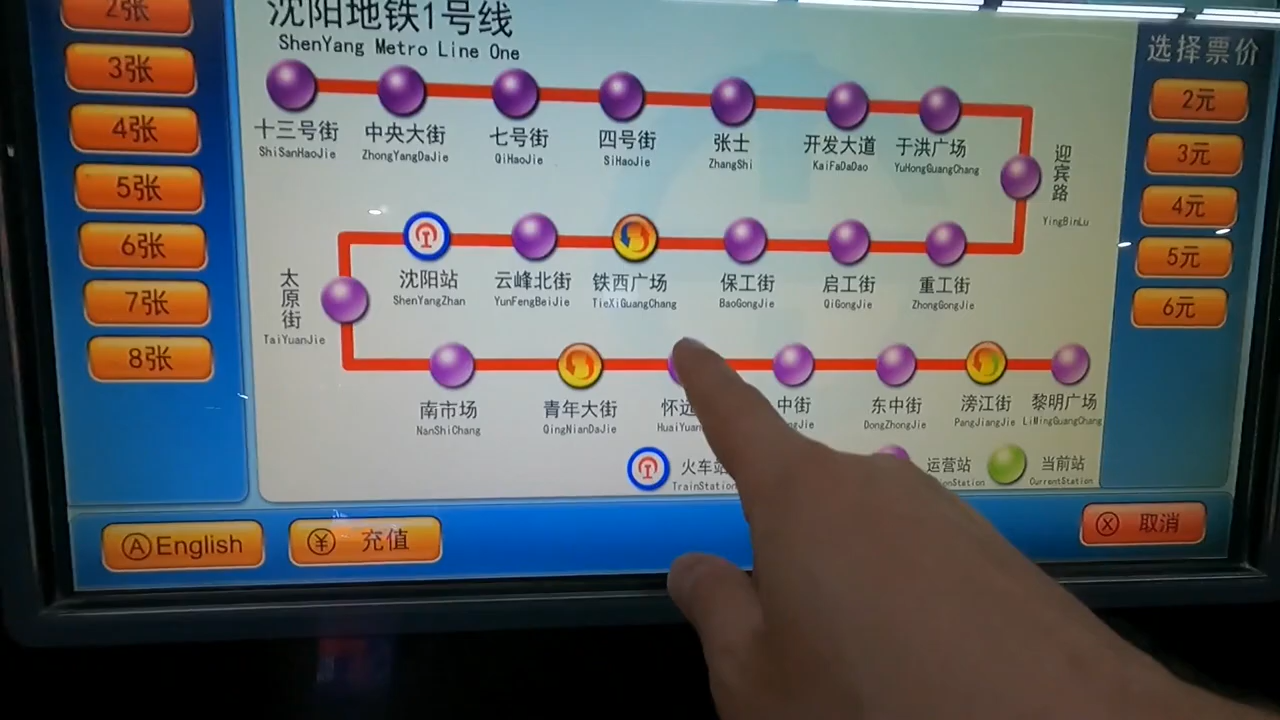 2张
3张
4张
5张
6张
7张
8张
沈阳地铁1号线
ShenYang Metro Line One
十三号街
ShiSanHaoJie
中央大街
ZhongYangDaJie
七号街
QiHaoJie
四号街
SiHaoJie
张士
ZhangShi
开发大道
KaiFaDaDao
于洪广场
YuHongGuangChang
迎宾路
YingBinLu
沈阳站
ShenYangZhan
云峰北街
YunFengBeiJie
铁西广场
TieXiGuangChang
保工街
BaoGongJie
启工街
QiGongJie
重工街
ZhongGongJie
太原街
TaiYuanJie
南市场
NanShiChang
青年大街
QingNianDaJie
怀远
HuaiYuan
中街
gJie
东中街
DongZhongJie
滂江街
PangJiangJie
黎明广场
LiMingGuangChang
火车站
TrainStation
运营站
onStation
当前站
CurrentStation
选择票价
2元
3元
4元
5元
6元
A English
¥ 充值
X 取消